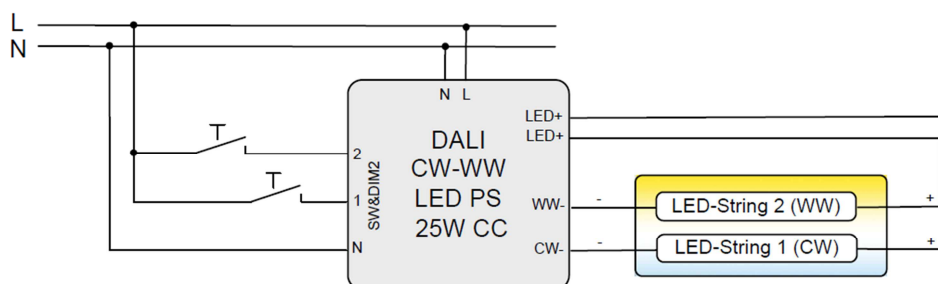 L
N
N L
LED+
LED+
DALI
CW-WW
LED PS
25W CC
T
2
T
1
SW&DIM2
N
WW-
CW-
-
LED-String 2 (WW)
+
-
LED-String 1 (CW)
+